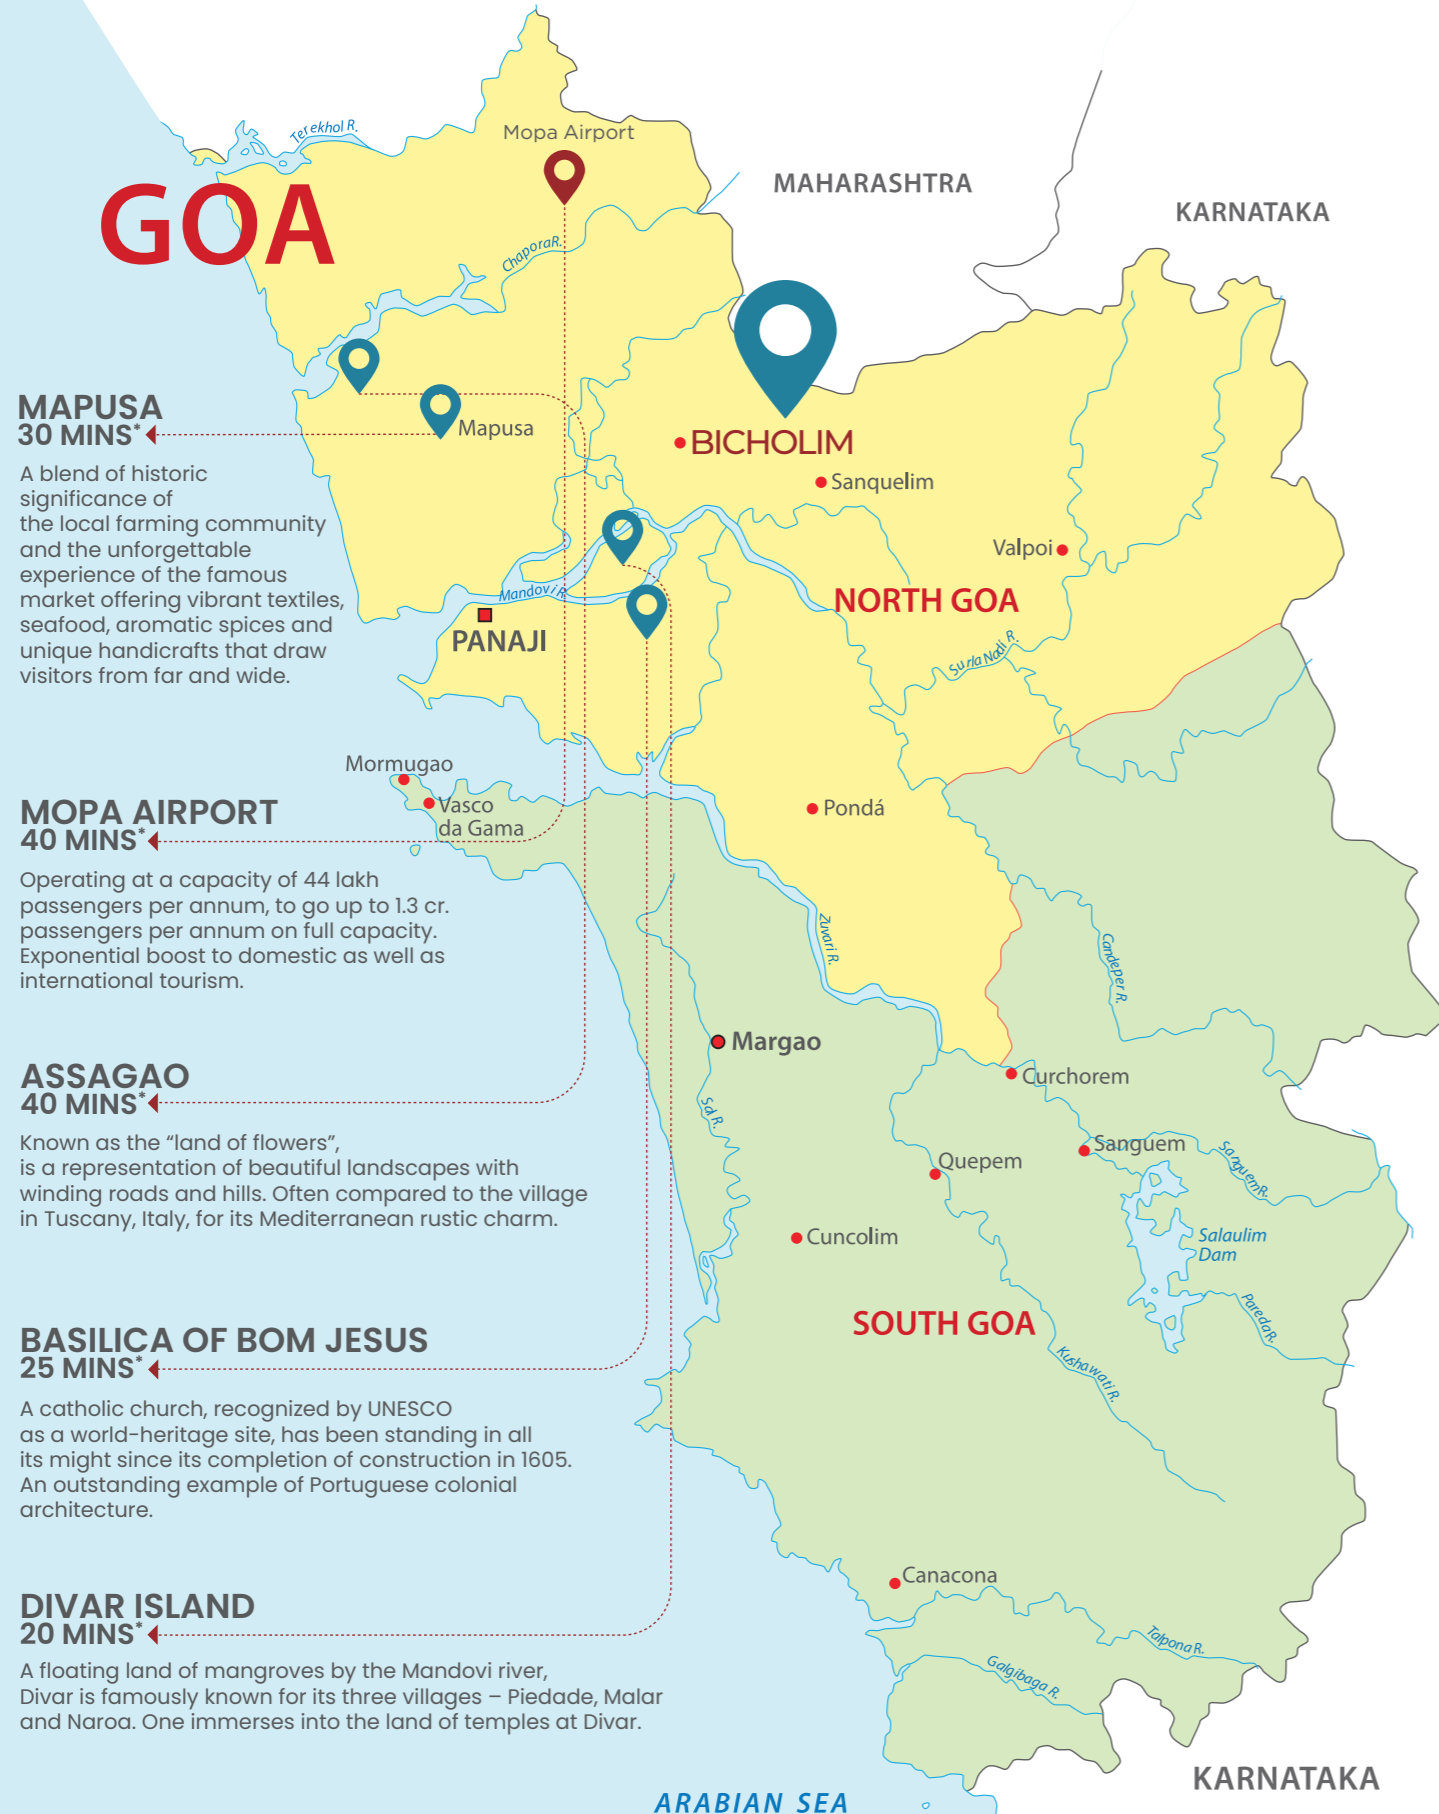 Terekhol R.
Mopa Airport
MAHARASHTRA
KARNATAKA
GOA
ChaporaR.
MAPUSA
30 MINS*
Mapusa
BICHOLIM
A blend of historic
significance of
the local farming community
and the unforgettable
experience of the famous
market offering vibrant textiles,
seafood, aromatic spices and
unique handicrafts that draw
visitors from far and wide.
Sanquelim
Valpoi
Mandovi R.
NORTH GOA
PANAJI
Surla Nadi R.
Mormugao
Vasco
da Gama
Pondá
MOPA AIRPORT
40 MINS*
Operating at a capacity of 44 lakh
passengers per annum, to go up to 1.3 cr.
passengers per annum on full capacity.
Exponential boost to domestic as well as
international tourism.
Zuvari R.
Candeper R.
Margao
ASSAGAO
40 MINS*
Curchorem
Sal R.
Known as the “land of flowers”,
is a representation of beautiful landscapes with
winding roads and hills. Often compared to the village
in Tuscany, Italy, for its Mediterranean rustic charm.
Sanguem
SanguemR.
Quepem
Cuncolim
Salaulim
Dam
ParedaR.
SOUTH GOA
Kushawati R.
BASILICA OF BOM JESUS
25 MINS*
A catholic church, recognized by UNESCO
as a world-heritage site, has been standing in all
its might since its completion of construction in 1605.
An outstanding example of Portuguese colonial
architecture.
Canacona
DIVAR ISLAND
20 MINS*
Talpona R.
Galgibaga R.
A floating land of mangroves by the Mandovi river,
Divar is famously known for its three villages – Piedade, Malar
and Naroa. One immerses into the land of temples at Divar.
KARNATAKA
ARABIAN SEA